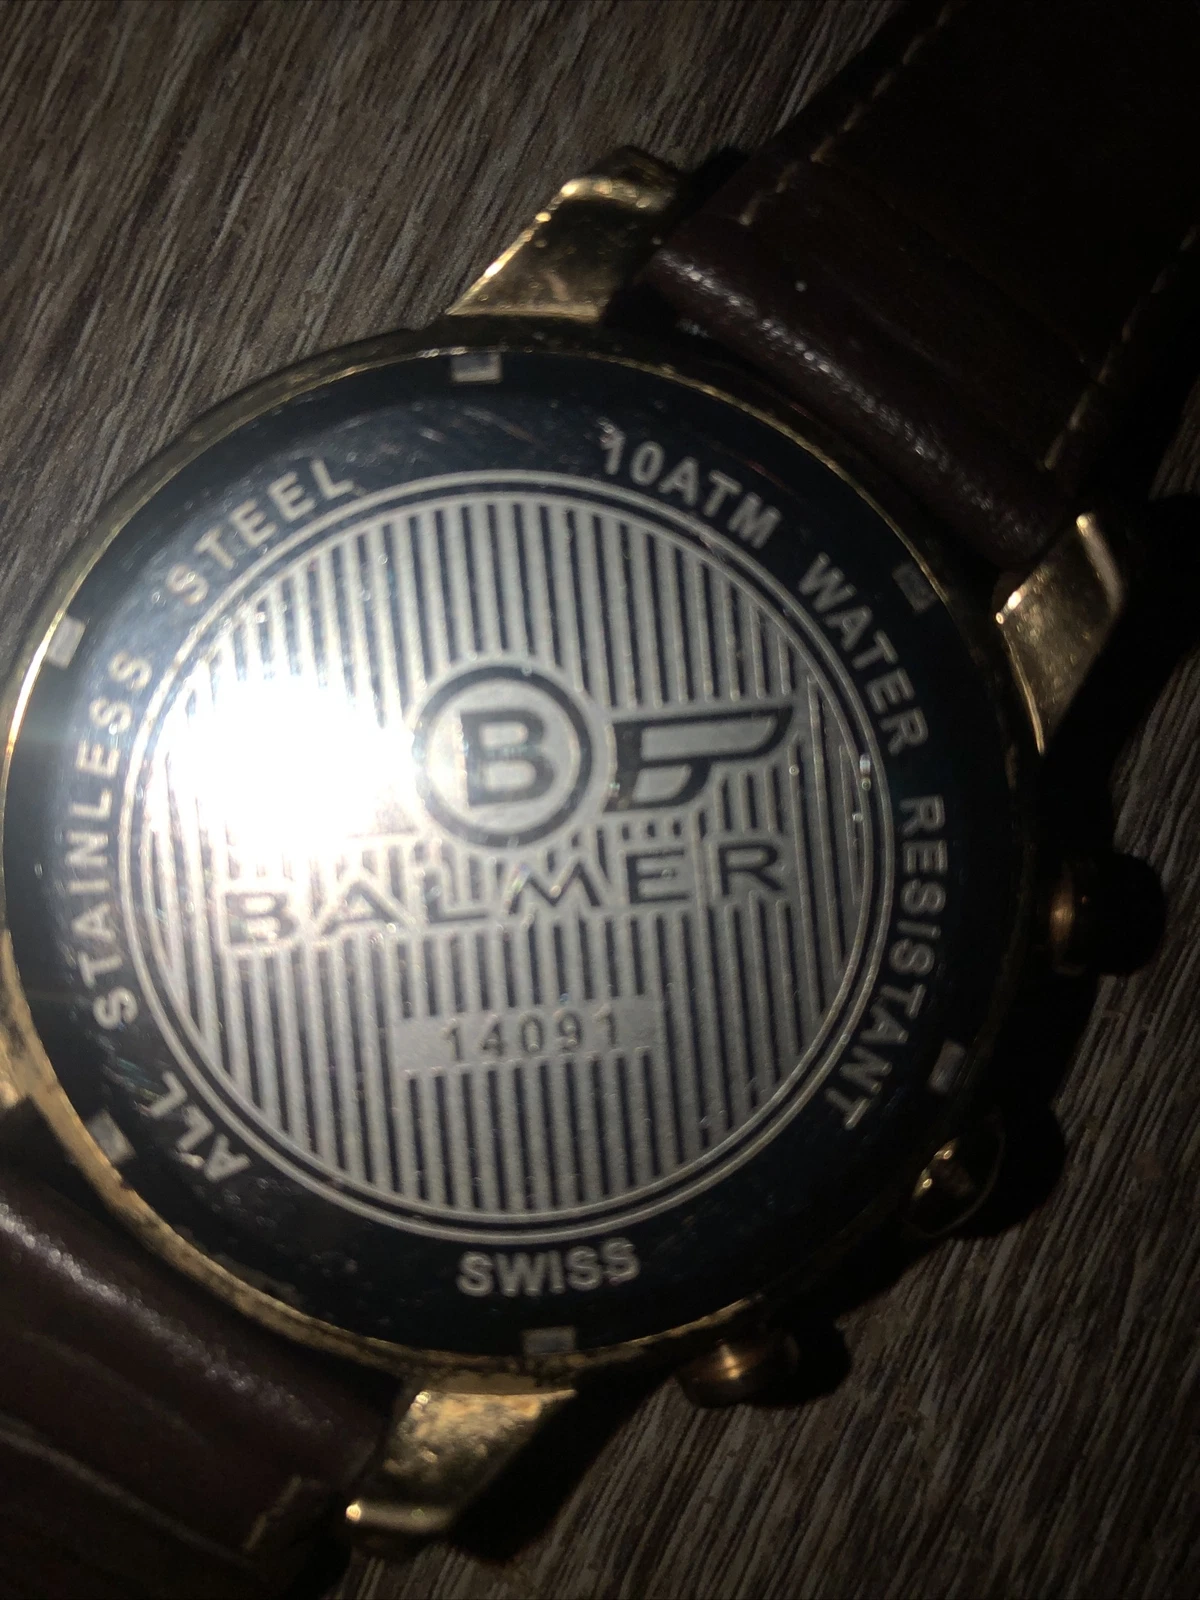 ALL STAINLESS STEEL
10ATM WATER RESISTANT
B
BALMER
14091
SWISS